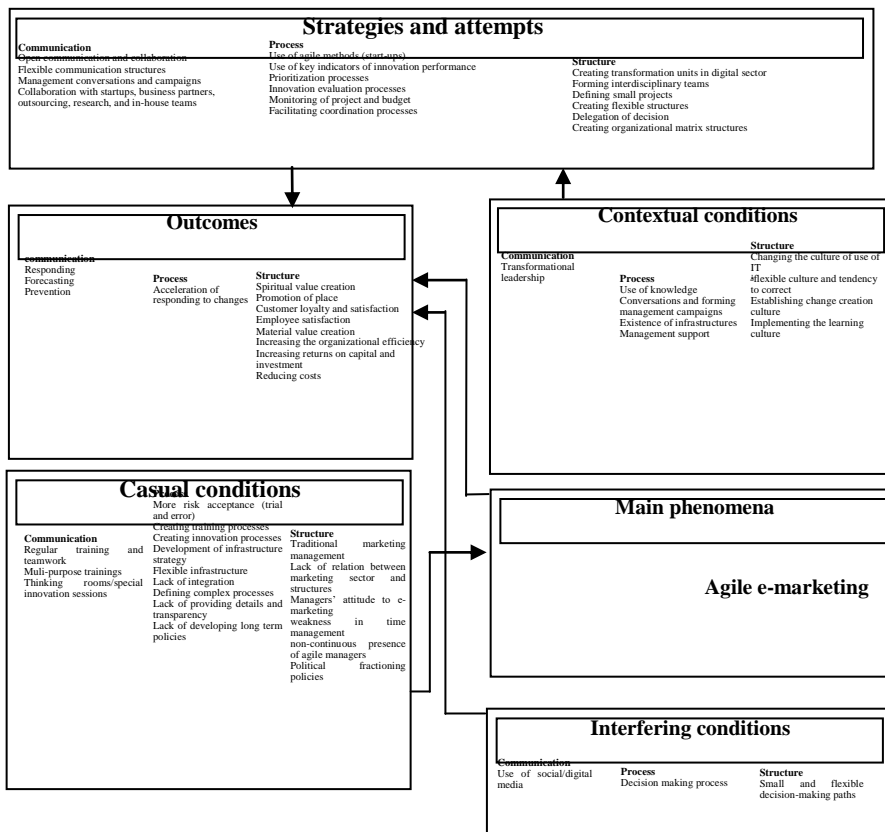 Strategies and attempts
Communication
Open communication and collaboration
Flexible communication structures
Management conversations and campaigns
Collaboration with startups, business partners,
outsourcing, research, and in-house teams
Process
Use of agile methods (start-ups)
Use of key indicators of innovation performance
Prioritization processes
Innovation evaluation processes
Monitoring of project and budget
Facilitating coordination processes
Structure
Creating transformation units in digital sector
Forming interdisciplinary teams
Defining small projects
Creating flexible structures
Delegation of decision
Creating organizational matrix structures
Outcomes
communication
Responding
Forecasting
Prevention
Process
Acceleration of
responding to changes
Structure
Spiritual value creation
Promotion of place
Customer loyalty and satisfaction
Employee satisfaction
Material value creation
Increasing the organizational efficiency
Increasing returns on capital and
investment
Reducing costs
Contextual conditions
Communication
Transformational
leadership
Process
Use of knowledge
Conversations and forming
management campaigns
Existence of infrastructures
Management support
Structure
Changing the culture of use of
IT
flexible culture and tendency to
correct
Establishing change creation
culture
Implementing the learning
culture
Casual conditions
Communication
Regular training and
teamwork
Muli-purpose trainings
Thinking rooms/special
innovation sessions
Process
More risk acceptance (trial
and error)
Creating training processes
Creating innovation processes
Development of infrastructure
strategy
Flexible infrastructure
Lack of integration
Defining complex processes
Lack of providing details and
transparency
Lack of developing long term
policies
Structure
Traditional marketing
management
Lack of relation between
marketing sector and
structures
Managers' attitude to e-
marketing
weakness in time
management
non-continuous presence
of agile managers
Political fractioning
policies
Main phenomena
Agile e-marketing
Interfering conditions
Communication
Use of social/digital
media
Process
Decision making process
Structure
Small and flexible
decision-making paths